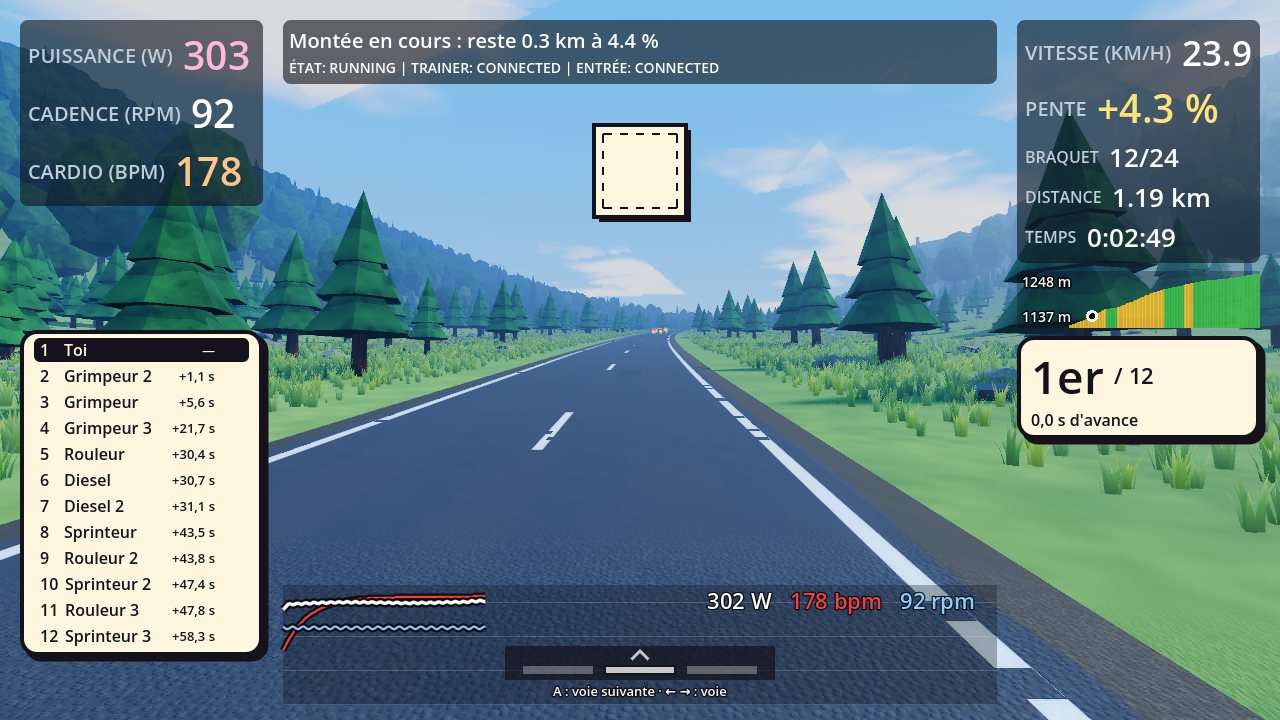 PUISSANCE (W) 303
CADENCE (RPM) 92
CARDIO (BPM) 178
Montée en cours : reste 0.3 km à 4.4 %
ÉTAT: RUNNING | TRAINER: CONNECTED | ENTRÉE: CONNECTED
VITESSE (KM/H) 23.9
PENTE +4.3 %
BRAQUET 12/24
DISTANCE 1.19 km
TEMPS 0:02:49
1248 m
1137 m
1er / 12
0,0 s d'avance
1 Toi —
2 Grimpeur 2 +1,1 s
3 Grimpeur +5,6 s
4 Grimpeur 3 +21,7 s
5 Rouleur +30,4 s
6 Diesel +30,7 s
7 Diesel 2 +31,1 s
8 Sprinteur +43,5 s
9 Rouleur 2 +43,8 s
10 Sprinteur 2 +47,4 s
11 Rouleur 3 +47,8 s
12 Sprinteur 3 +58,3 s
302 W 178 bpm 92 rpm
A : voie suivante · ← → : voie